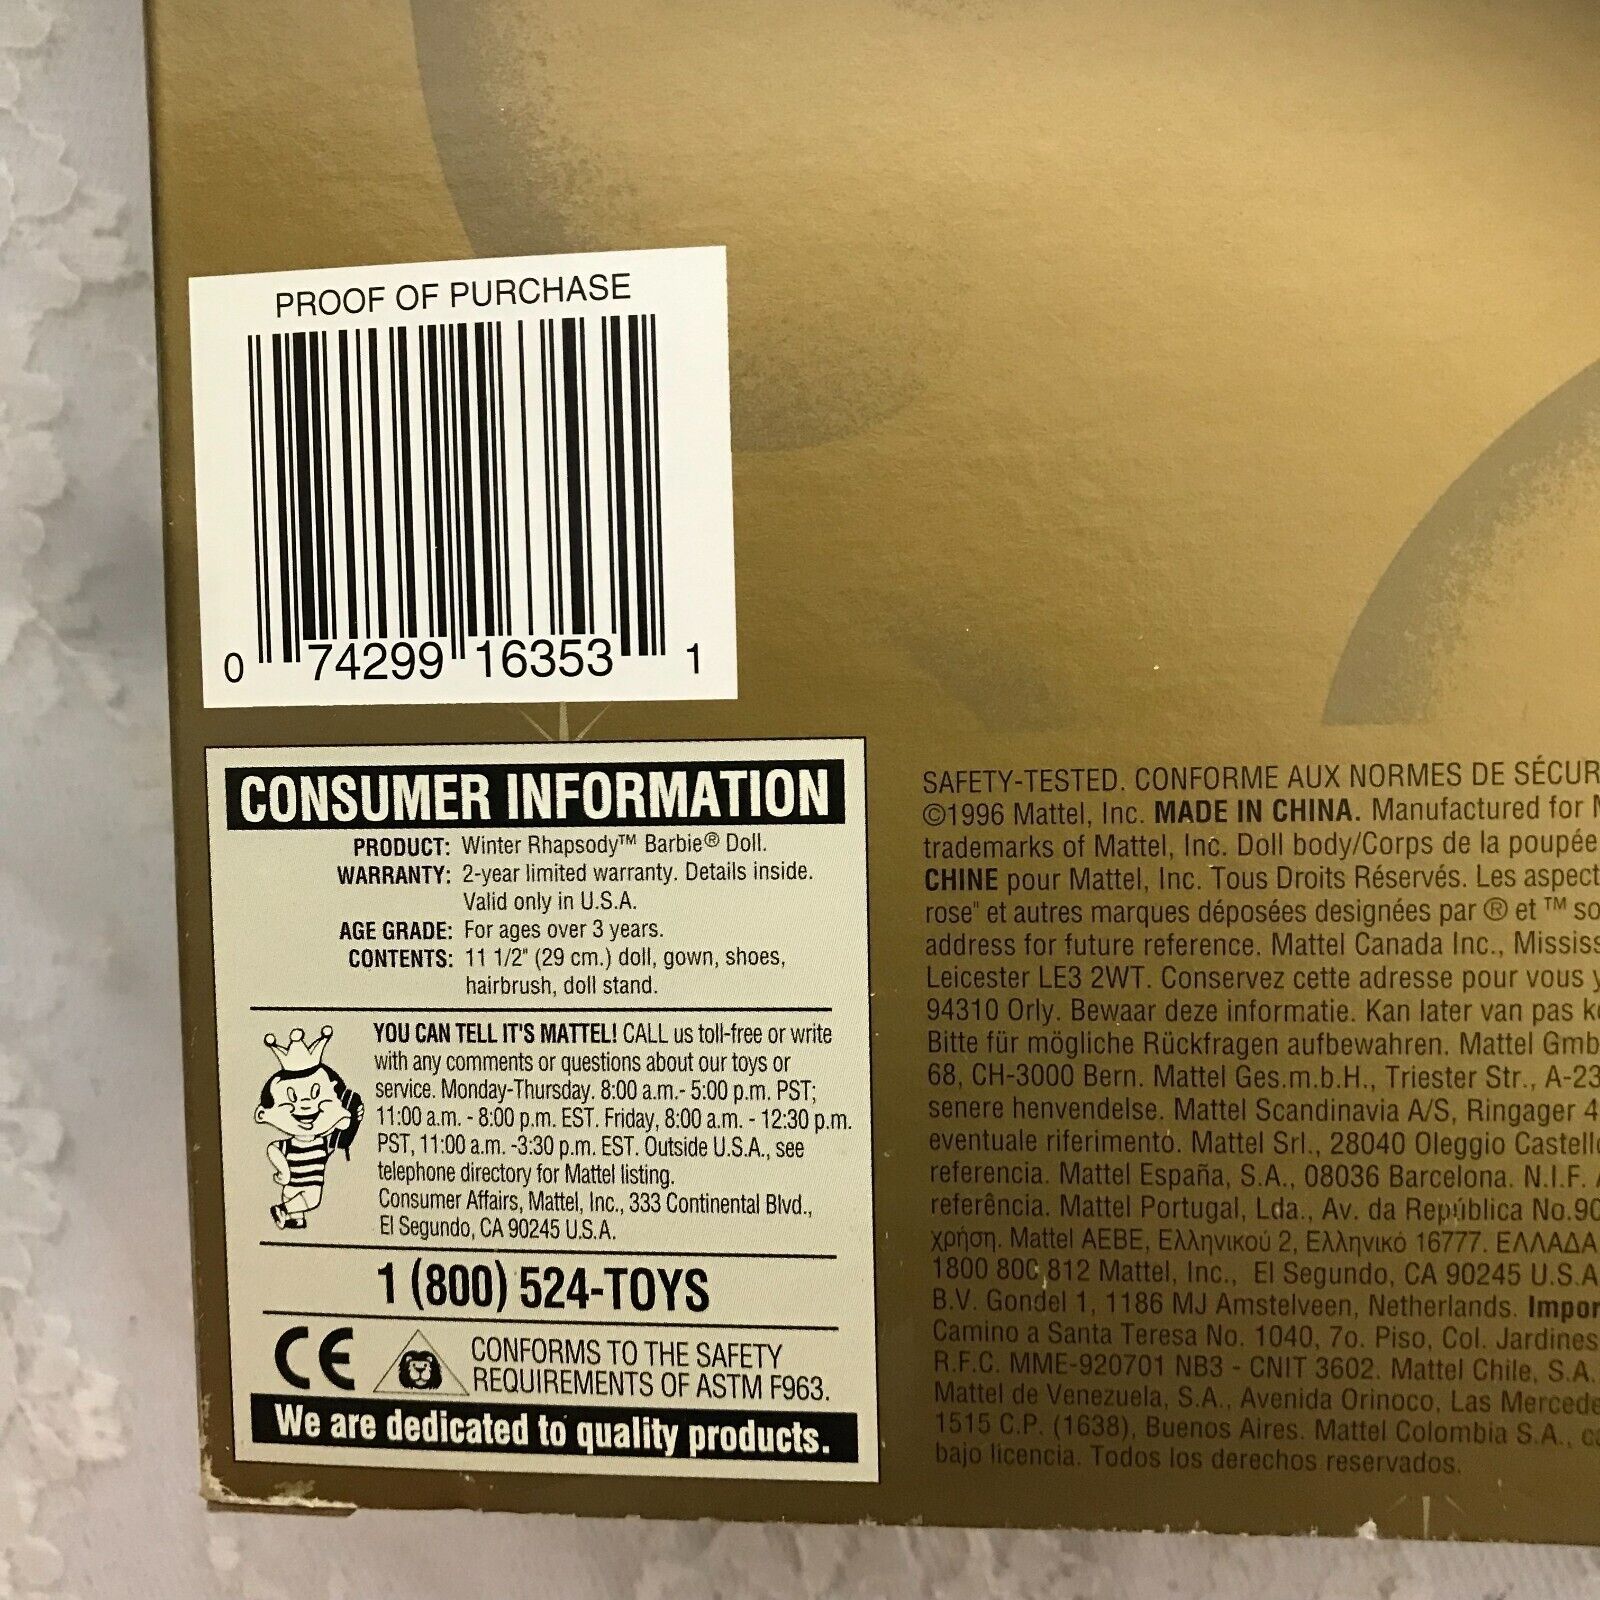 PROOF OF PURCHASE
0 74299 16353 1
CONSUMER INFORMATION
PRODUCT: Winter Rhapsody™ Barbie® Doll.
WARRANTY: 2-year limited warranty. Details inside.
Valid only in U.S.A.
AGE GRADE: For ages over 3 years.
CONTENTS: 11 1/2" (29 cm.) doll, gown, shoes,
hairbrush, doll stand.
YOU CAN TELL IT'S MATTEL! CALL us toll-free or write
with any comments or questions about our toys or
service. Monday-Thursday. 8:00 a.m.- 5:00 p.m. PST;
11:00 a.m. - 8:00 p.m. EST. Friday, 8:00 a.m. - 12:30 p.m.
PST, 11:00 a.m. -3:30 p.m. EST. Outside U.S.A., see
telephone directory for Mattel listing.
Consumer Affairs, Mattel, Inc., 333 Continental Blvd.,
El Segundo, CA 90245 U.S.A.
1 (800) 524-TOYS
CE
CONFORMS TO THE SAFETY
REQUIREMENTS OF ASTM F963.
We are dedicated to quality products.
SAFETY-TESTED. CONFORME AUX NORMES DE SÉCUR
©1996 Mattel, Inc. MADE IN CHINA. Manufactured for
trademarks of Mattel, Inc. Doll body/Corps de la poupée
CHINE pour Mattel, Inc. Tous Droits Réservés. Les aspect
rose" et autres marques déposées designées par ® et ™ so
address for future reference. Mattel Canada Inc., Mississ
Leicester LE3 2WT. Conservez cette adresse pour vous y
94310 Orly. Bewaar deze informatie. Kan later van pas k
Bitte für mögliche Rückfragen aufbewahren. Mattel Gmb
68, CH-3000 Bern. Mattel Ges.m.b.H., Triester Str., A-23
senere henvendelse. Mattel Scandinavia A/S, Ringager 4
eventuale riferimento. Mattel Srl., 28040 Oleggio Castell
referencia. Mattel España, S.A., 08036 Barcelona. N.I.F.
referência. Mattel Portugal, Lda., Av. da República No.90
χρήση. Mattel AEBE, Ελληνικού 2, Ελληνικό 16777. ΕΛΛΑΔΑ
1800 800 812 Mattel, Inc., El Segundo, CA 90245 U.S.A
B.V. Gondel 1, 1186 MJ Amstelveen, Netherlands. Impor
Camino a Santa Teresa No. 1040, 7o. Piso, Col. Jardines
R.F.C. MME-920701 NB3 - CNIT 3602. Mattel Chile, S.A.
Mattel de Venezuela, S.A., Avenida Orinoco, Las Mercede
1515 C.P. (1638), Buenos Aires. Mattel Colombia S.A., ca
bajo licencia. Todos los derechos reservados.